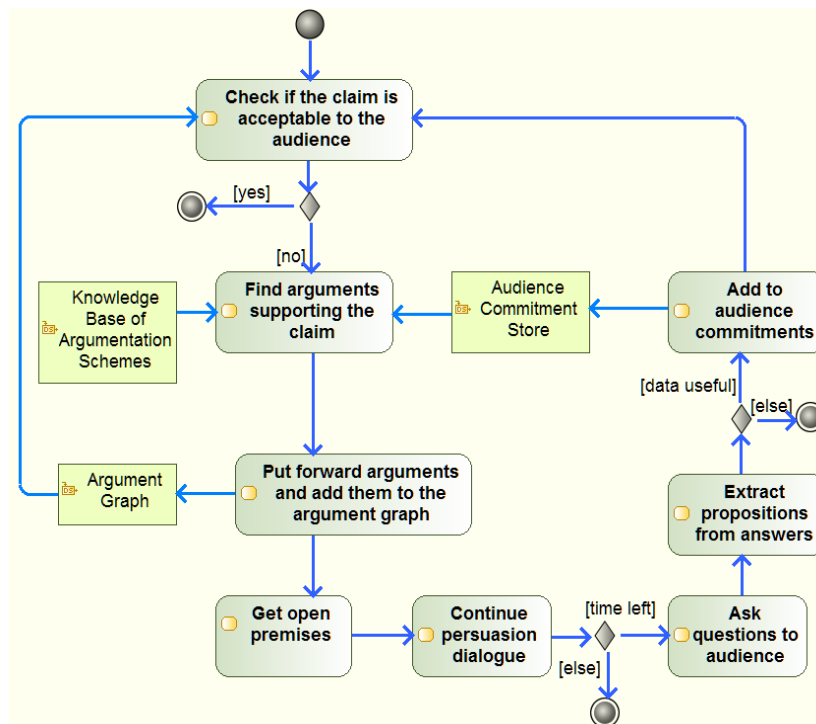 Check if the claim is
acceptable to the
audience
[yes]
[no]
Knowledge
Base of
Argumentation
Schemes
Find arguments
supporting the
claim
Audience
Commitment
Store
Add to
audience
commitments
[data useful]
[else]
Argument
Graph
Put forward arguments
and add them to the
argument graph
Extract
propositions
from answers
Get open
premises
Continue
persuasion
dialogue
[time left]
[else]
Ask
questions to
audience
DS
DS
DS